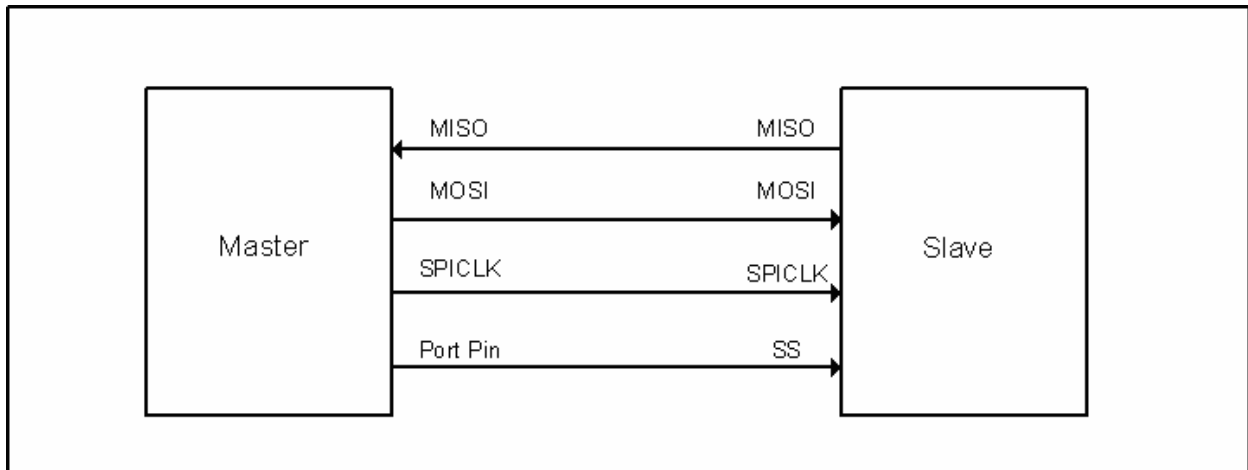 MISO MISO
MOSI MOSI
Master Slave
SPICLK SPICLK
Port Pin SS